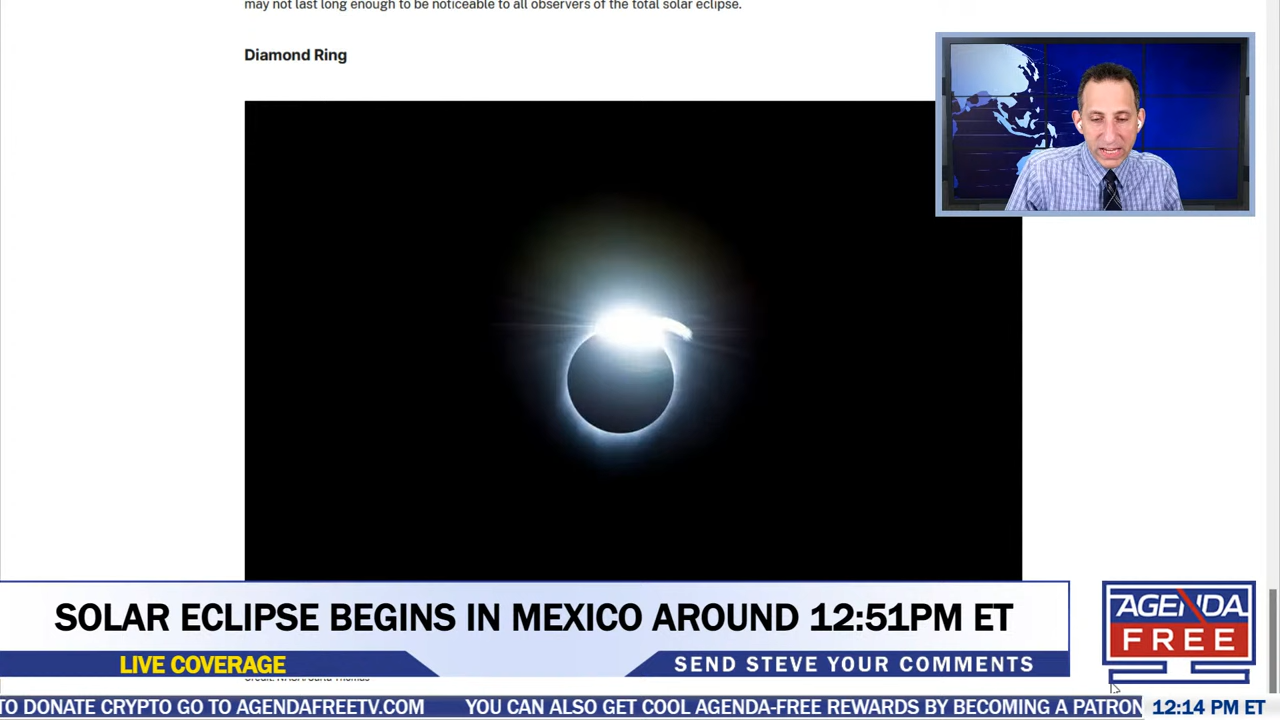 may not last long enough to be noticeable to all observers of the total solar eclipse.
Diamond Ring
SOLAR ECLIPSE BEGINS IN MEXICO AROUND 12:51PM ET
LIVE COVERAGE
SEND STEVE YOUR COMMENTS
AGENDA
FREE
TO DONATE CRYPTO GO TO AGENDAFREETV.COM
YOU CAN ALSO GET COOL AGENDA-FREE REWARDS BY BECOMING A PATRON
12:14 PM ET